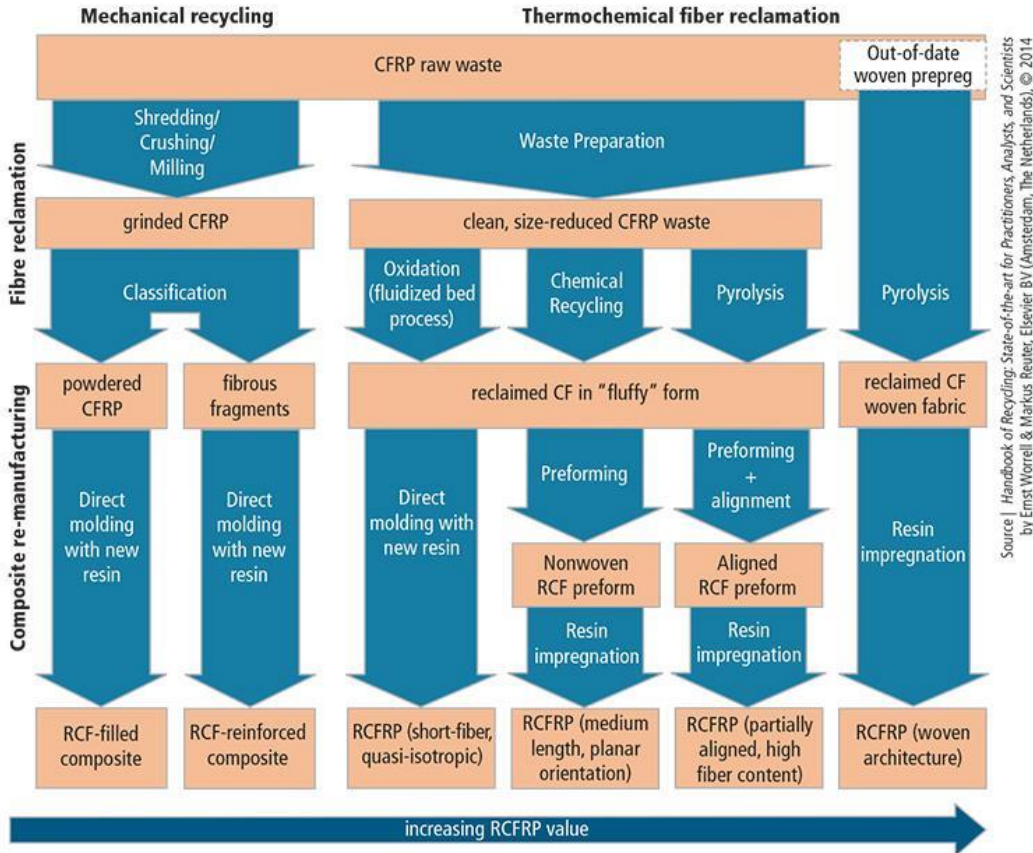 Mechanical recycling
Thermochemical fiber reclamation
CFRP raw waste
Out-of-date
woven prepreg
Fibre reclamation
Shredding/
Crushing/
Milling
Waste Preparation
grinded CFRP
clean, size-reduced CFRP waste
Classification
Oxidation
(fluidized bed
process)
Chemical
Recycling
Pyrolysis
Pyrolysis
Composite re-manufacturing
powdered
CFRP
fibrous
fragments
reclaimed CF in "fluffy" form
reclaimed CF
woven fabric
Direct
molding
with new
resin
Direct
molding
with new
resin
Direct
molding with
new resin
Preforming
Preforming
+
alignment
Resin
impregnation
Nonwoven
RCF preform
Aligned
RCF preform
Resin
impregnation
Resin
impregnation
RCF-filled
composite
RCF-reinforced
composite
RCFRP (short-fiber,
quasi-isotropic)
RCFRP (medium
length, planar
orientation)
RCFRP (partially
aligned, high
fiber content)
RCFRP (woven
architecture)
increasing RCFRP value
Source | Handbook of Recycling: State-of-the-art for Practitioners, Analysts, and Scientists
by Ernst Worrell & Markus Reuter, Elsevier BV (Amsterdam, The Netherlands), © 2014